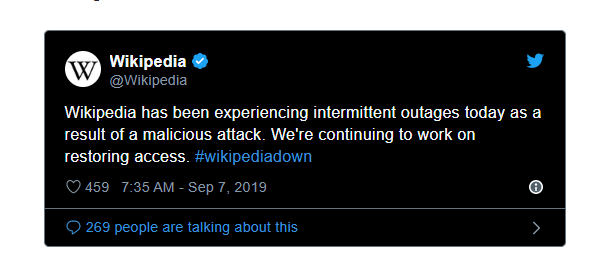 Wikipedia
@Wikipedia
Wikipedia has been experiencing intermittent outages today as a
result of a malicious attack. We're continuing to work on
restoring access. #wikipediadown
459 7:35 AM - Sep 7, 2019
269 people are talking about this